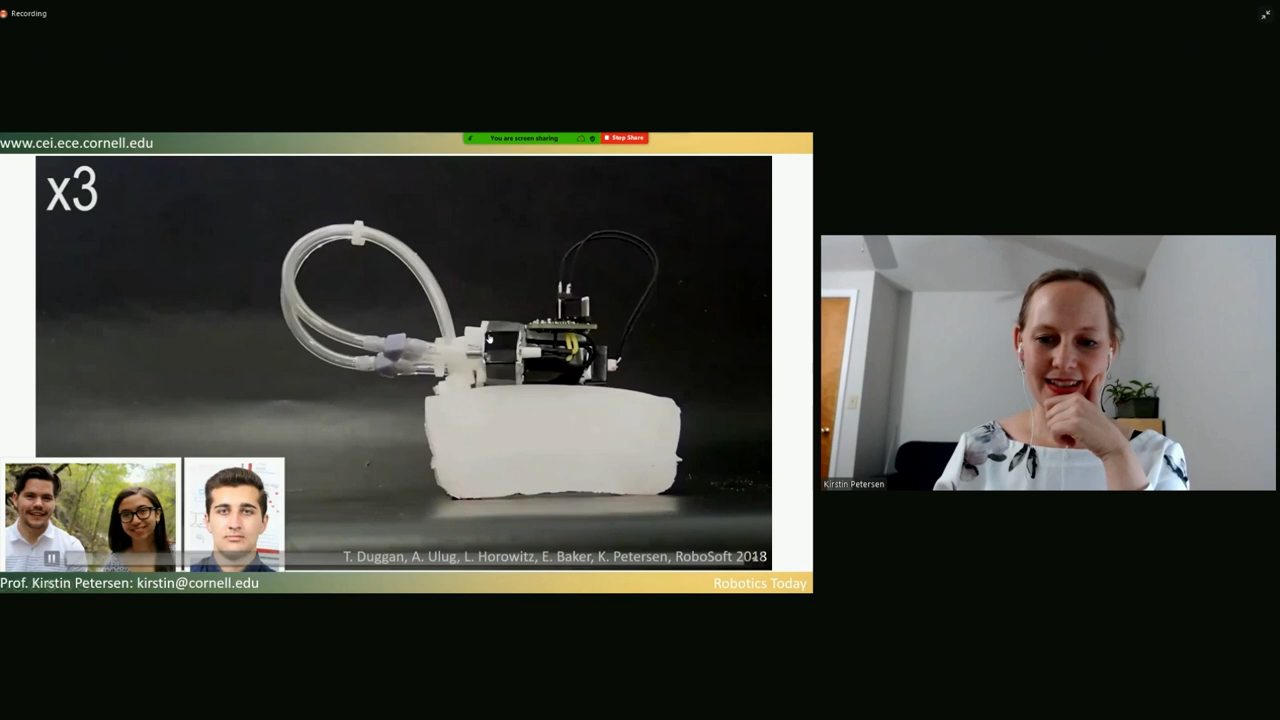 Recording
www.cei.ece.cornell.edu
You are screen sharing
Stop Share
x3
Kirstin Petersen
T. Duggan, A. Ulug, L. Horowitz, E. Baker, K. Petersen, RoboSoft 2018
Prof. Kirstin Petersen: kirstin@cornell.edu
Robotics Today